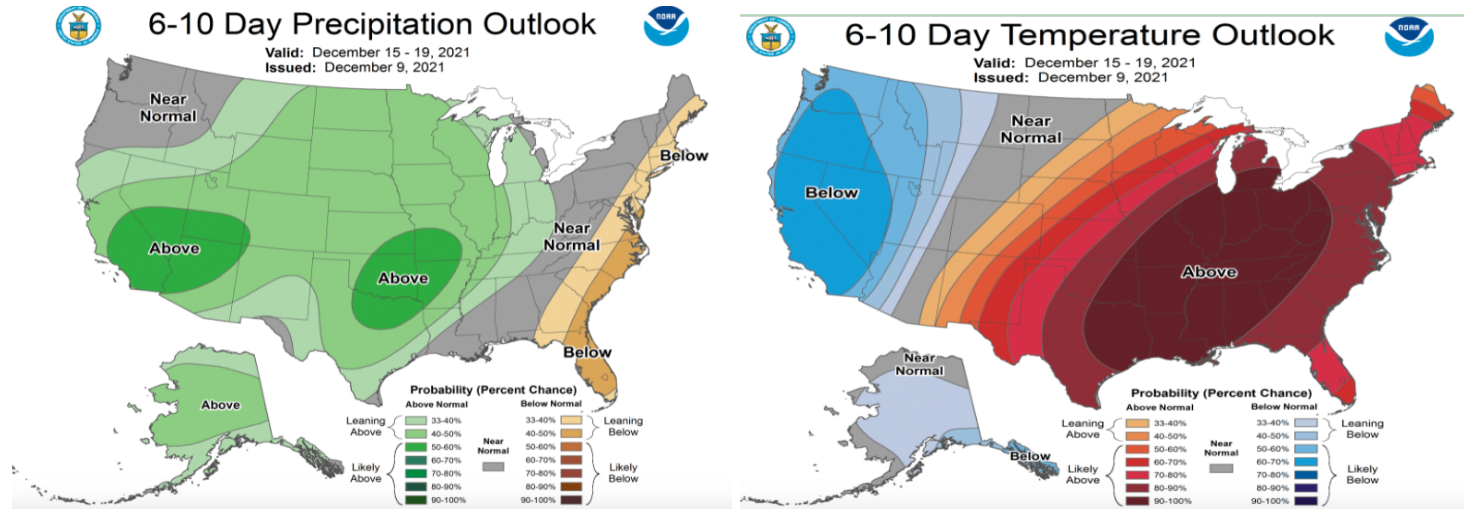 6-10 Day Precipitation Outlook
Valid: December 15 - 19, 2021
Issued: December 9, 2021
NOAA
Near
Normal
Below
Above
Near
Normal
Above
Below
Above
Probability (Percent Chance)
Above Normal
Below Normal
Leaning
Above
33-40%
40-50%
Likely
Above
50-60%
60-70%
70-80%
80-90%
90-100%
Near
Normal
33-40%
40-50%
Leaning
Below
50-60%
60-70%
70-80%
80-90%
90-100%
Likely
Below
6-10 Day Temperature Outlook
Valid: December 15 - 19, 2021
Issued: December 9, 2021
NOAA
Near
Normal
Below
Above
Near
Normal
Below
Probability (Percent Chance)
Above Normal
Below Normal
Leaning
Above
33-40%
40-50%
Likely
Above
50-60%
60-70%
70-80%
80-90%
90-100%
Near
Normal
33-40%
40-50%
Leaning
Below
50-60%
60-70%
70-80%
80-90%
90-100%
Likely
Below